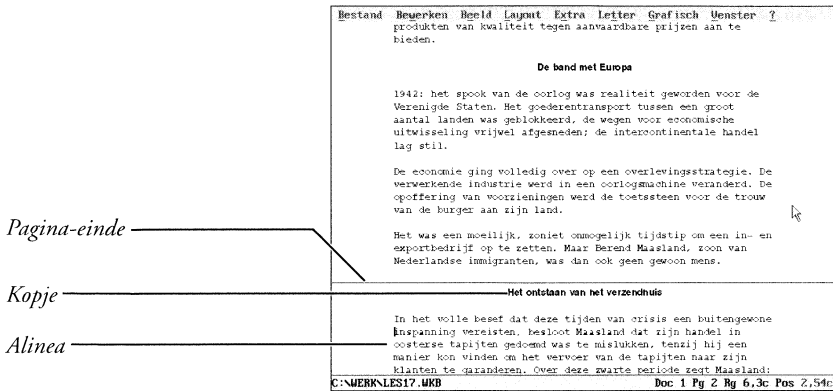 Bestand Bewerken Beeld Layout Extra Letter Grafisch Venster ?
produkten van kwaliteit tegen aanvaardbare prijzen aan te
bieden.
De band met Europa
1942: het spook van de oorlog was realiteit geworden voor de
Verenigde Staten. Het goederentransport tussen een groot
aantal landen was geblokkeerd, de wegen voor economische
uitwisseling vrijwel afgesneden; de intercontinentale handel
lag stil.
De economie ging volledig over op een overlevingsstrategie. De
verwerkende industrie werd in een oorlogsmachine veranderd. De
opoffering van voorzieningen werd de toetssteen voor de trouw
van de burger aan zijn land.
Het was een moeilijk, zoniet onmogelijk tijdstip om een in- en
exportbedrijf op te zetten. Maar Berend Maasland, zoon van
Nederlandse immigranten, was dan ook geen gewoon mens.
Het ontstaan van het verzendhuis
In het volle besef dat deze tijden van crisis een buitengewone
inspanning vereisten, besloot Maasland dat zijn handel in
oosterse tapijten gedoemd was te mislukken, tenzij hij een
manier kon vinden om het vervoer van de tapijten naar zijn
klanten te garanderen. Over deze zwarte periode zegt Maasland:
C:\WERK\LES17.WKB Doc 1 Pg 2 Rg 6,3c Pos 2,54c
Pagina-einde
Kopje
Alinea